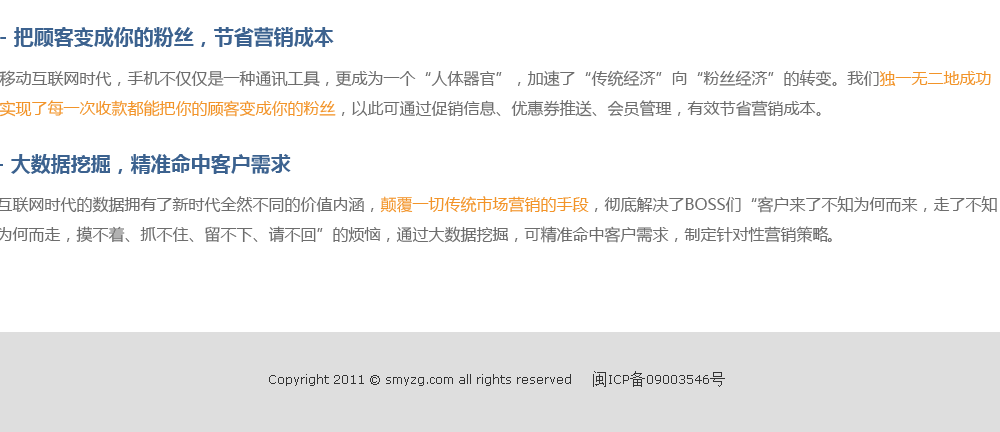 - 把顾客变成你的粉丝，节省营销成本
移动互联网时代，手机不仅仅是一种通讯工具，更成为一个“人体器官”，加速了“传统经济”向“粉丝经济”的转变。我们独一无二地成功
实现了每一次收款都能把你的顾客变成你的粉丝，以此可通过促销信息、优惠券推送、会员管理，有效节省营销成本。
- 大数据挖掘，精准命中客户需求
互联网时代的数据拥有了新时代全然不同的价值内涵，颠覆一切传统市场营销的手段，彻底解决了BOSS们“客户来了不知为何而来，走了不知
为何而走，摸不着、抓不住、留不下、请不回”的烦恼，通过大数据挖掘，可精准命中客户需求，制定针对性营销策略。
Copyright 2011 © smyzg.com all rights reserved 闽ICP备09003546号